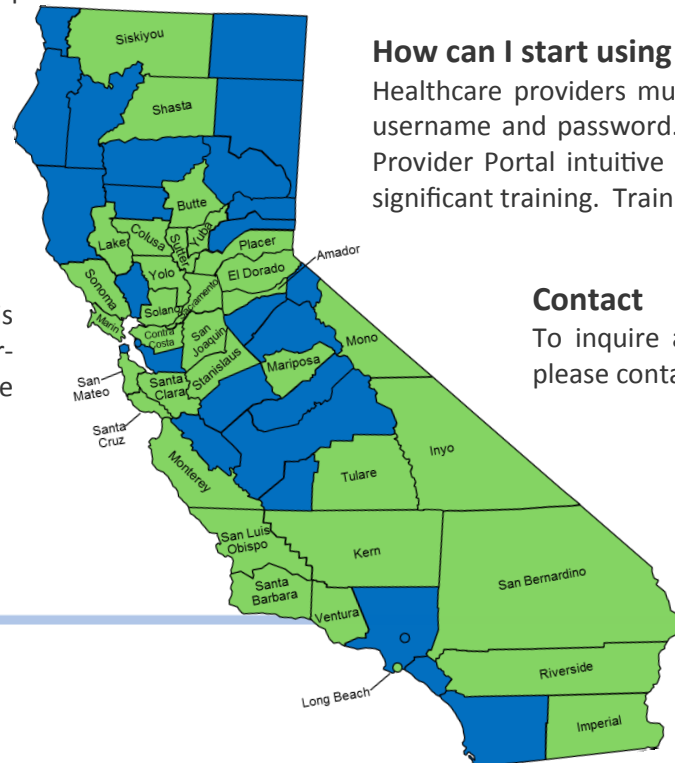 How can I start using
Healthcare providers mu
username and password.
Provider Portal intuitive
significant training. Train
Contact
To inquire a
please conta
s
r-
e
Siskiyou
Shasta
Butte
Lake
Colusa
Sutter
Yuba
Placer
Amador
El Dorado
Yolo
Sonoma
Solano
Sacramento
Marin
Contra
Costa
San
Joaquin
Stanislaus
Mono
Mariposa
San
Mateo
Santa
Clara
Santa
Cruz
Monterey
Tulare
Inyo
San Luis
Obispo
Kern
Santa
Barbara
Ventura
San Bernardino
Riverside
Long Beach
Imperial